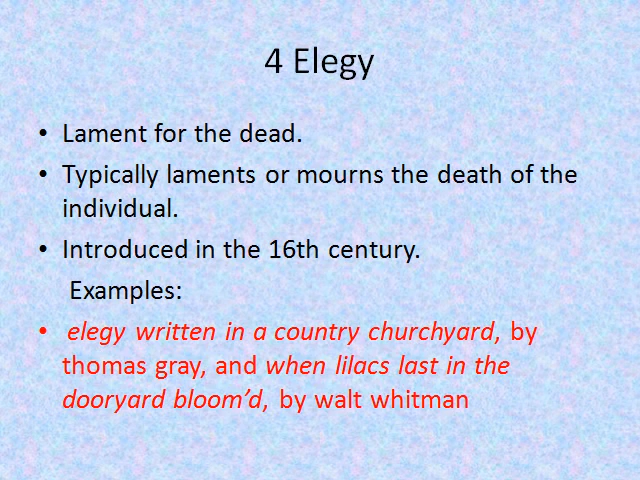 4 Elegy
• Lament for the dead.
• Typically laments or mourns the death of the
individual.
• Introduced in the 16th century.
Examples:
• elegy written in a country churchyard, by
thomas gray, and when lilacs last in the
dooryard bloom’d, by walt whitman